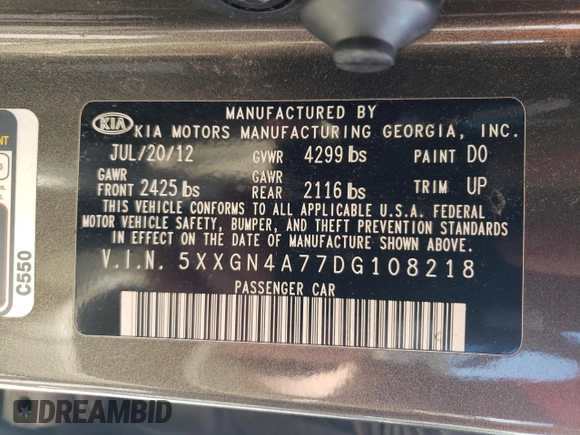 MANUFACTURED BY
KIA KIA MOTORS MANUFACTURING GEORGIA, INC.
JUL/20/12 GVWR 4299 lbs PAINT D0
GAWR FRONT 2425 lbs GAWR REAR 2116 lbs TRIM UP
THIS VEHICLE CONFORMS TO ALL APPLICABLE U.S.A. FEDERAL
MOTOR VEHICLE SAFETY, BUMPER, AND THEFT PREVENTION STANDARDS
IN EFFECT ON THE DATE OF MANUFACTURE SHOWN ABOVE.
V.I.N. 5XXGN4A77DG108218
PASSENGER CAR
C550
DREAMBID